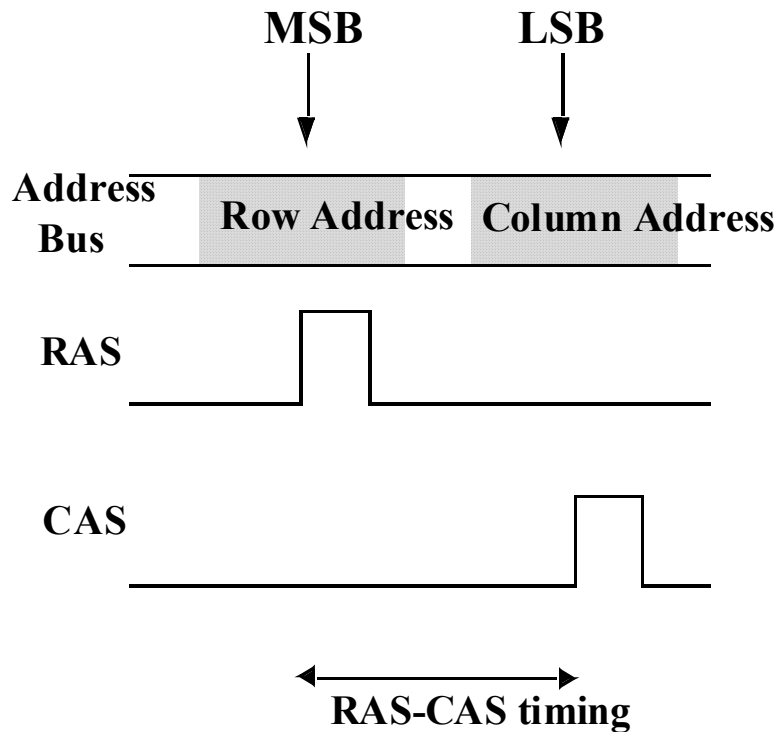 MSB LSB
Address Bus
Row Address Column Address
RAS
CAS
RAS-CAS timing